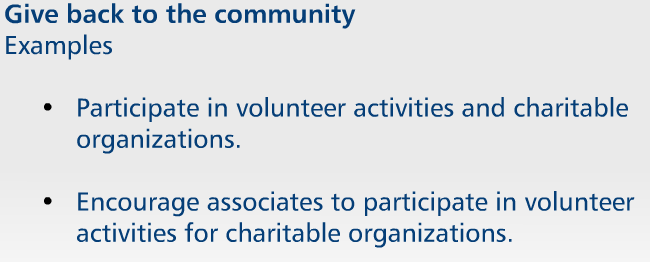 Give back to the community
Examples
• Participate in volunteer activities and charitable
organizations.
• Encourage associates to participate in volunteer
activities for charitable organizations.